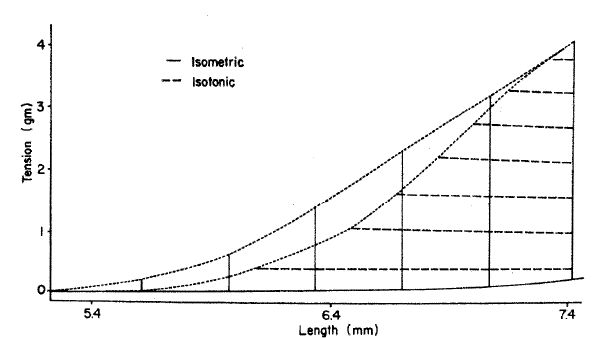 Isometric
Isotonic
4
3
2
1
0
Tension (gm)
5.4
6.4
7.4
Length (mm)